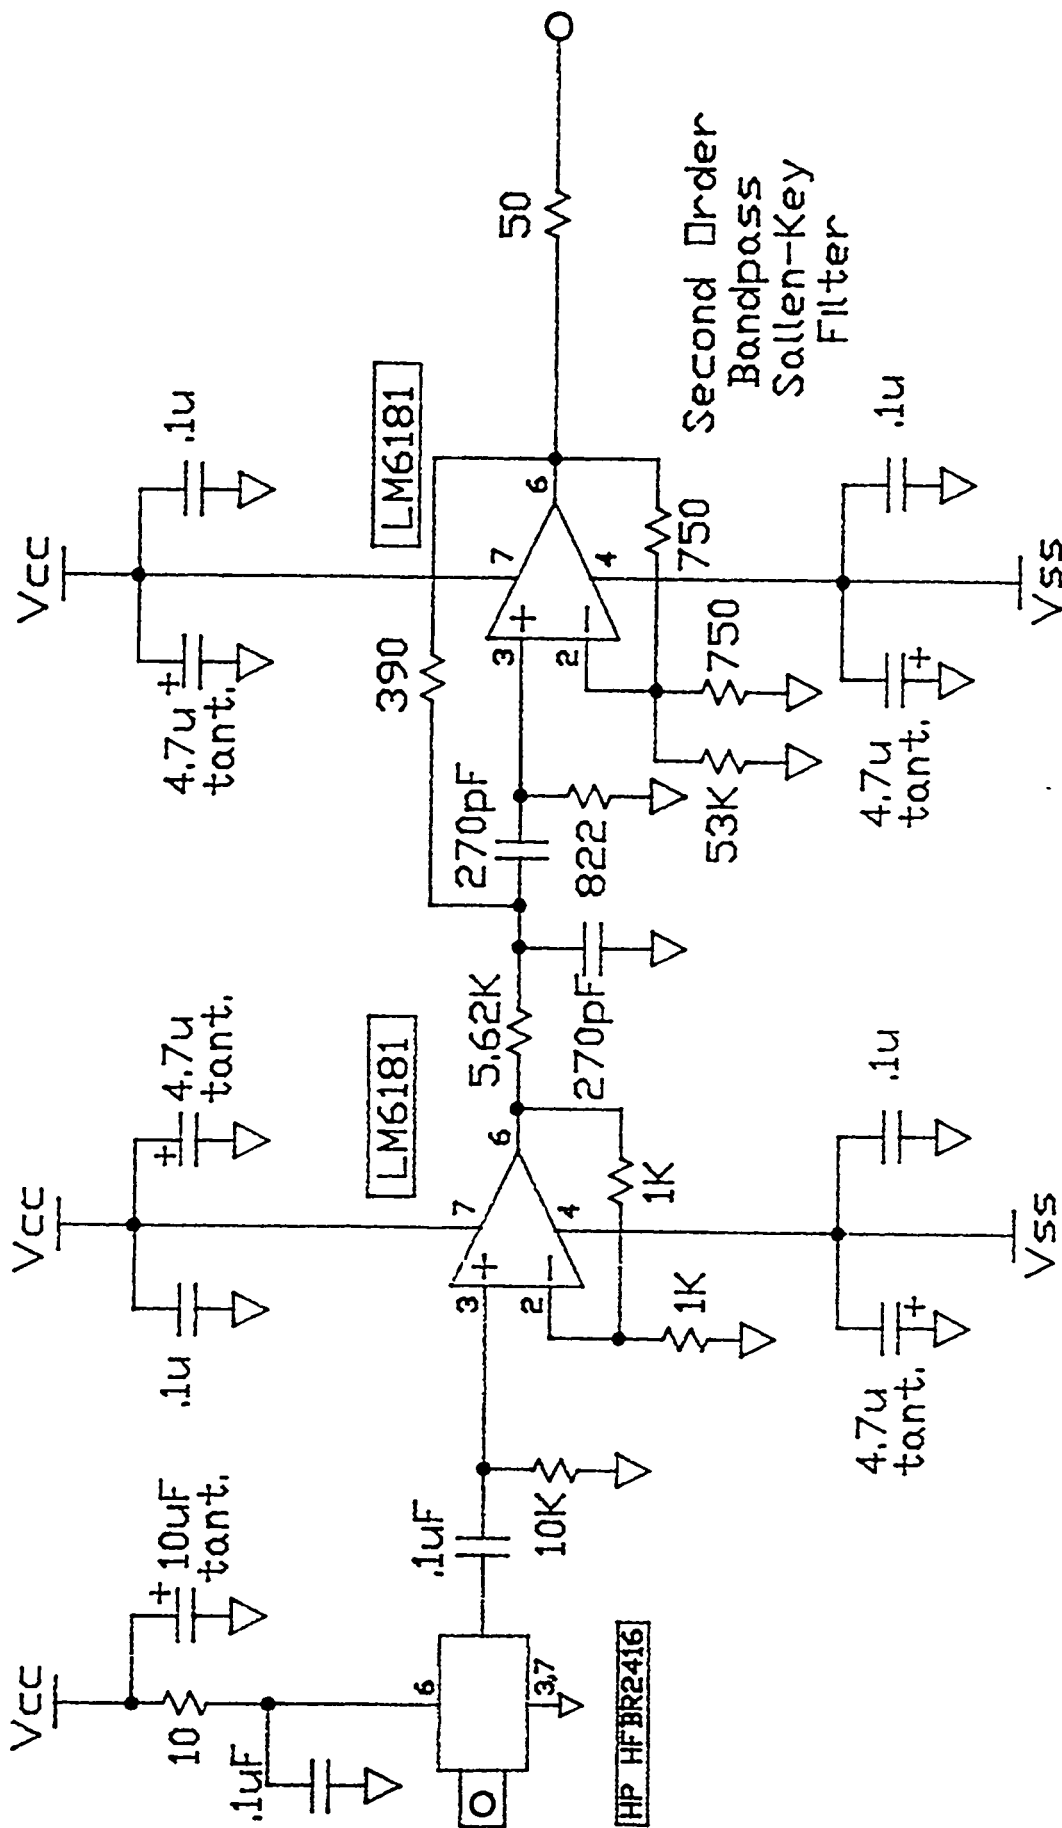 Vcc
10uF
tant.
+
10
.1uF
6
3,7
HP HFBR2416
.1uF
10K
Vcc
.1u
4.7u
tant.
+
LM6181
3
2
7
4
6
+
−
1K
1K
4.7u
tant.
+
.1u
Vss
5.62K
270pF
270pF
822
390
Vcc
4.7u
tant.
+
.1u
LM6181
3
2
7
4
6
+
−
750
750
53K
4.7u
tant.
+
.1u
Vss
50
Second Order
Bandpass
Sallen-Key
Filter